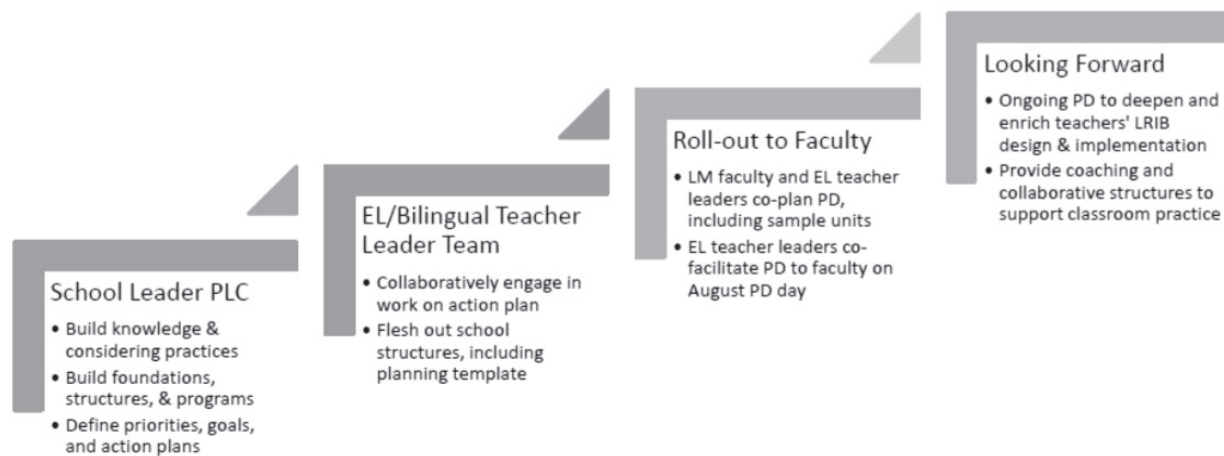 School Leader PLC
• Build knowledge &
considering practices
• Build foundations,
structures, & programs
• Define priorities, goals,
and action plans
EL/Bilingual Teacher
Leader Team
• Collaboratively engage in
work on action plan
• Flesh out school
structures, including
planning template
Roll-out to Faculty
• LM faculty and EL teacher
leaders co-plan PD,
including sample units
• EL teacher leaders co-
facilitate PD to faculty on
August PD day
Looking Forward
• Ongoing PD to deepen and
enrich teachers' LRIB
design & implementation
• Provide coaching and
collaborative structures to
support classroom practice